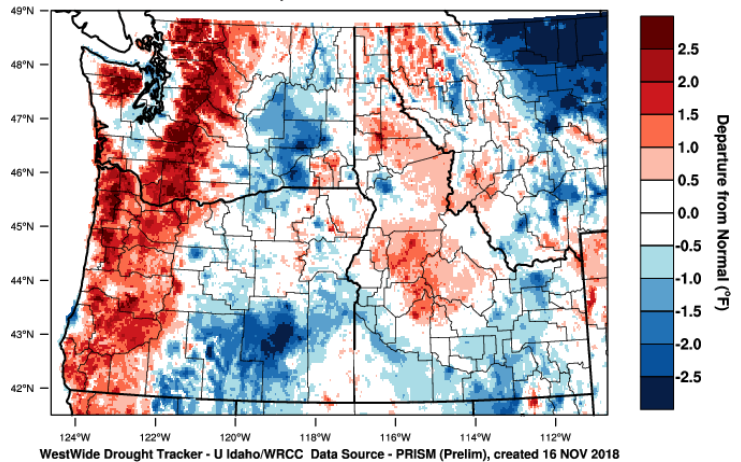 49°N
48°N
47°N
46°N
45°N
44°N
43°N
42°N
124°W 122°W 120°W 118°W 116°W 114°W 112°W
2.5
2.0
1.5
1.0
0.5
0.0
-0.5
-1.0
-1.5
-2.0
-2.5
Departure from Normal (°F)
WestWide Drought Tracker - U Idaho/WRCC Data Source - PRISM (Prelim), created 16 NOV 2018